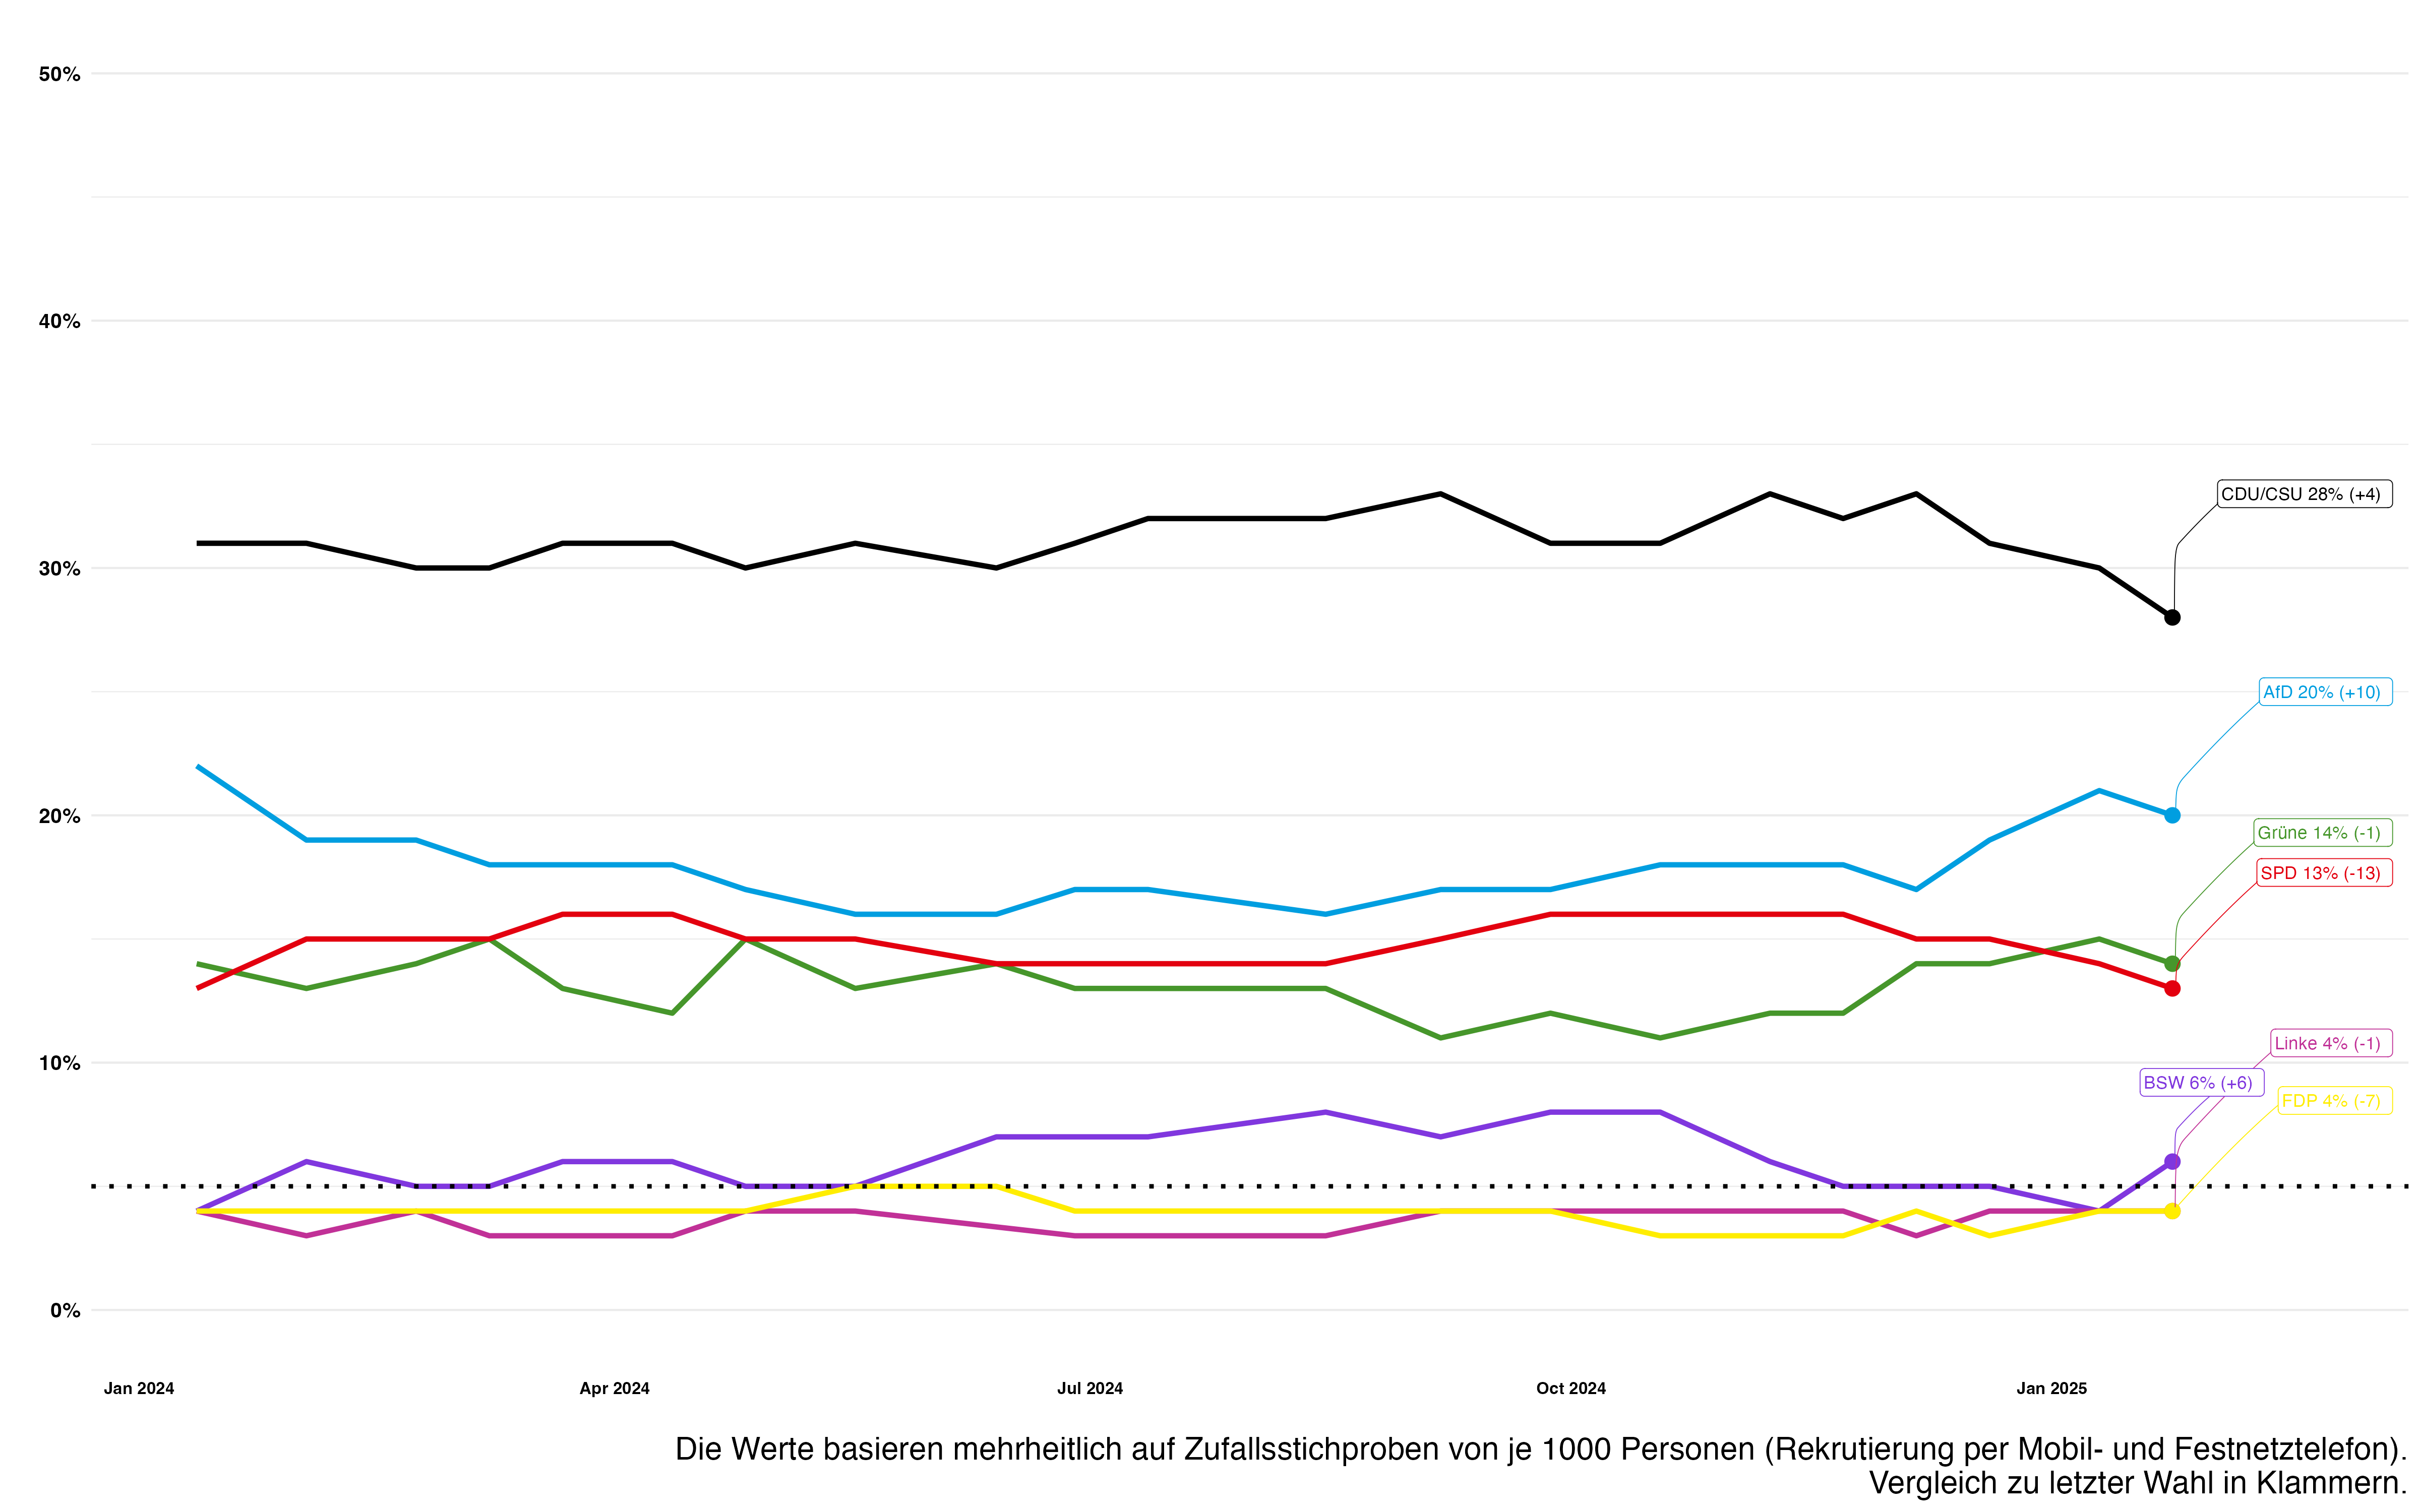 50%
40%
30%
20%
10%
0%
CDU/CSU 28% (+4)
AfD 20% (+10)
Grüne 14% (-1)
SPD 13% (-13)
Linke 4% (-1)
BSW 6% (+6)
FDP 4% (-7)
Jan 2024
Apr 2024
Jul 2024
Oct 2024
Jan 2025
Die Werte basieren mehrheitlich auf Zufallsstichproben von je 1000 Personen (Rekrutierung per Mobil- und Festnetztelefon).
Vergleich zu letzter Wahl in Klammern.